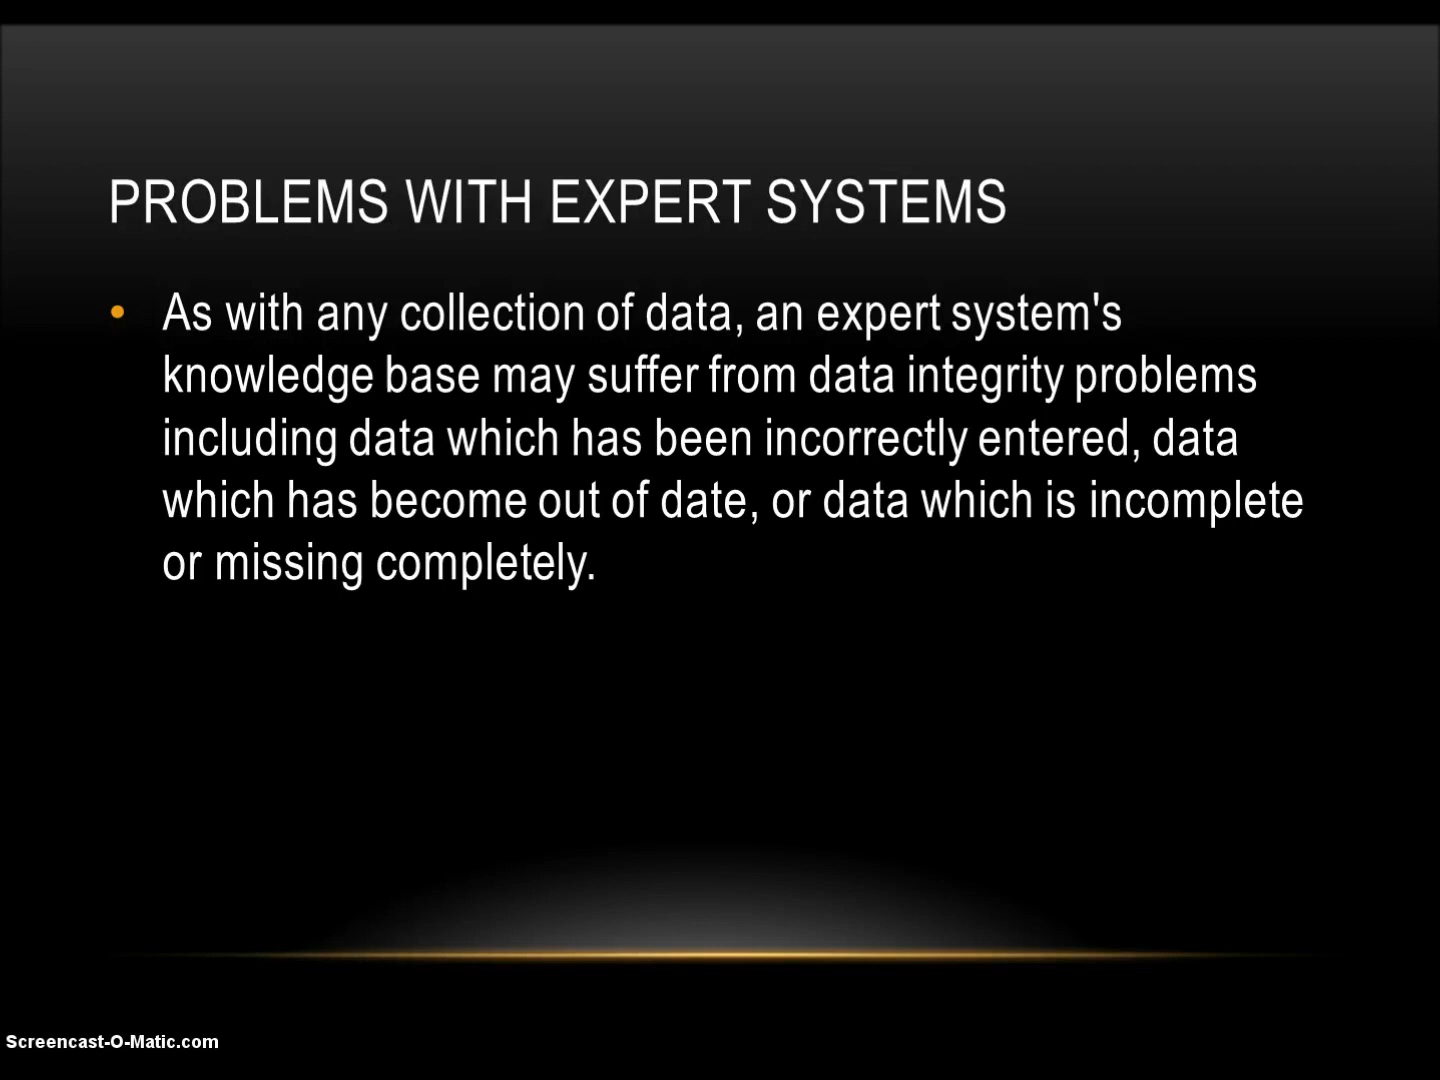 PROBLEMS WITH EXPERT SYSTEMS
• As with any collection of data, an expert system's
knowledge base may suffer from data integrity problems
including data which has been incorrectly entered, data
which has become out of date, or data which is incomplete
or missing completely.
Screencast-O-Matic.com